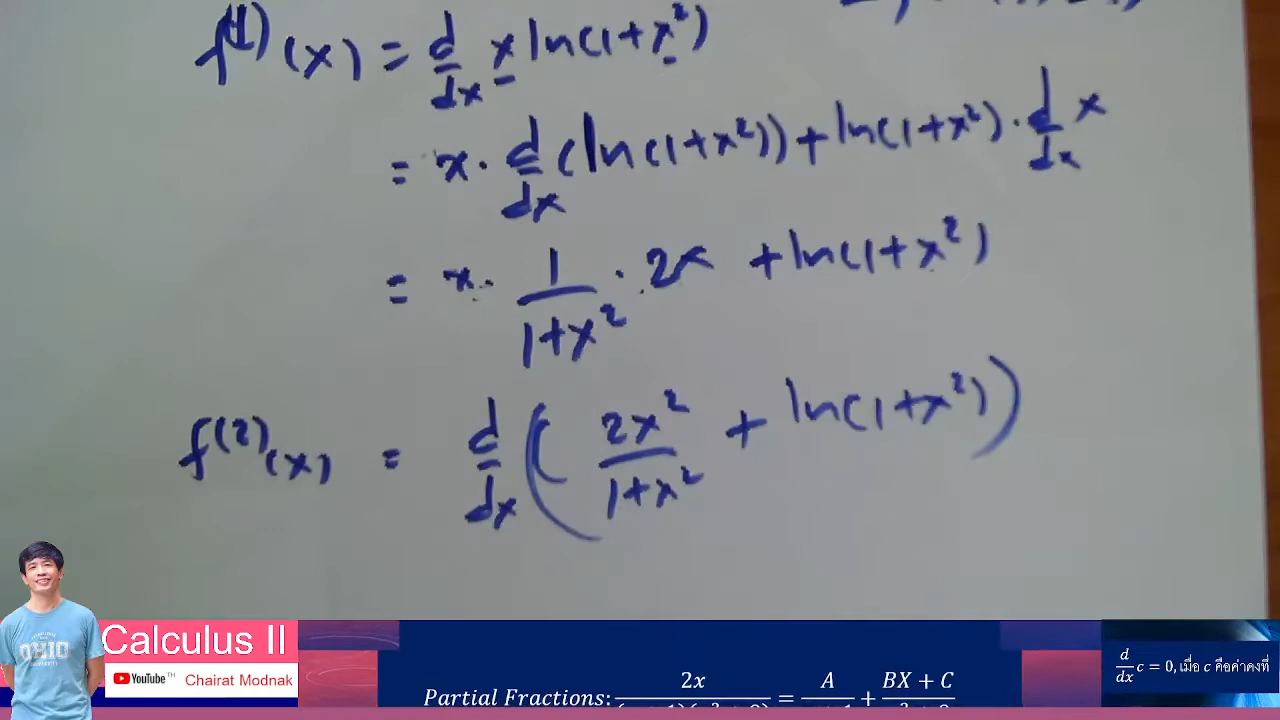 f^(1)(x) = d/dx x ln(1+x²)
= x · d/dx (ln(1+x²)) + ln(1+x²) · d/dx x
= x · 1/(1+x²) · 2x + ln(1+x²)
f^(2)(x) = d/dx ( 2x²/(1+x²) + ln(1+x²) )
OHIO
Calculus II
YouTube TH Chairat Modnak
Partial Fractions: 2x = A + BX + C
d/dx c = 0, เมื่อ c คือค่าคงที่